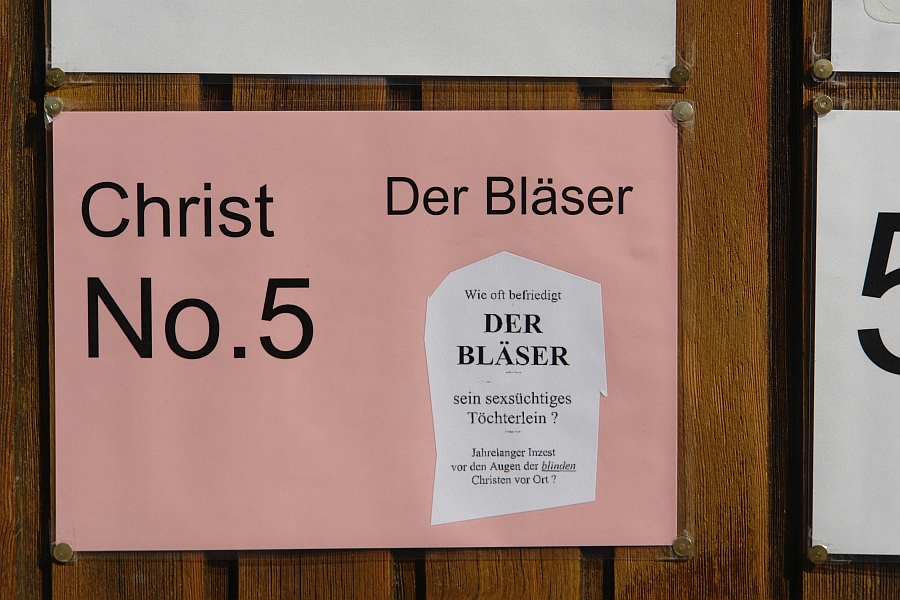 Christ
No.5
Der Bläser
Wie oft befriedigt
DER
BLÄSER
sein sexsüchtiges
Töchterlein ?
Jahrelanger Inzest
vor den Augen der blinden
Christen vor Ort ?
5